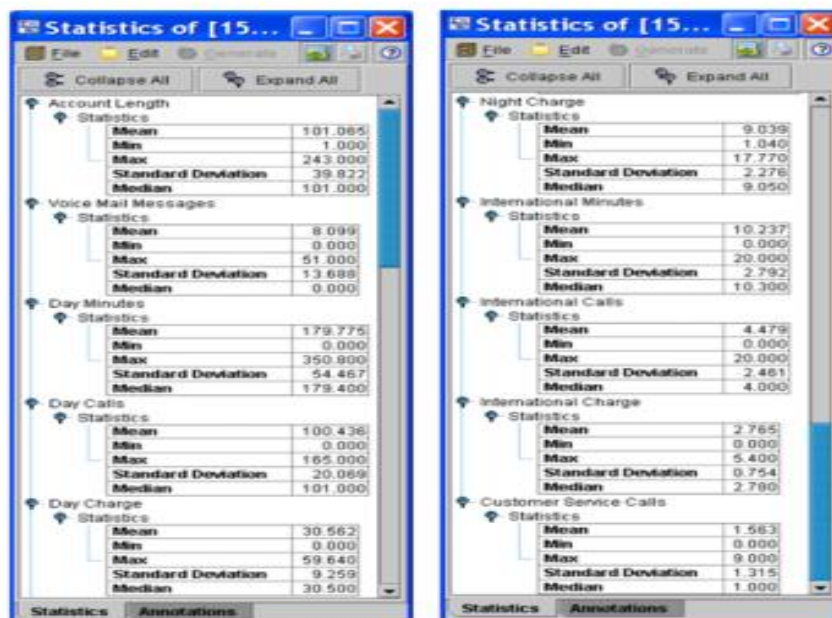 Statistics of [15...
File Edit Generate
Collapse All Expand All
Account Length
Statistics
Mean 101.065
Min 1.000
Max 243.000
Standard Deviation 39.822
Median 101.000
Voice Mail Messages
Statistics
Mean 8.099
Min 0.000
Max 51.000
Standard Deviation 13.688
Median 0.000
Day Minutes
Statistics
Mean 179.775
Min 0.000
Max 350.800
Standard Deviation 54.467
Median 179.400
Day Calls
Statistics
Mean 100.436
Min 0.000
Max 165.000
Standard Deviation 20.069
Median 101.000
Day Charge
Statistics
Mean 30.562
Min 0.000
Max 59.640
Standard Deviation 9.259
Median 30.500
Statistics Annotations
Statistics of [15...
File Edit Generate
Collapse All Expand All
Night Charge
Statistics
Mean 9.039
Min 1.040
Max 17.770
Standard Deviation 2.276
Median 9.050
International Minutes
Statistics
Mean 10.237
Min 0.000
Max 20.000
Standard Deviation 2.792
Median 10.300
International Calls
Statistics
Mean 4.479
Min 0.000
Max 20.000
Standard Deviation 2.461
Median 4.000
International Charge
Statistics
Mean 2.765
Min 0.000
Max 5.400
Standard Deviation 0.754
Median 2.780
Customer Service Calls
Statistics
Mean 1.563
Min 0.000
Max 9.000
Standard Deviation 1.315
Median 1.000
Statistics Annotations